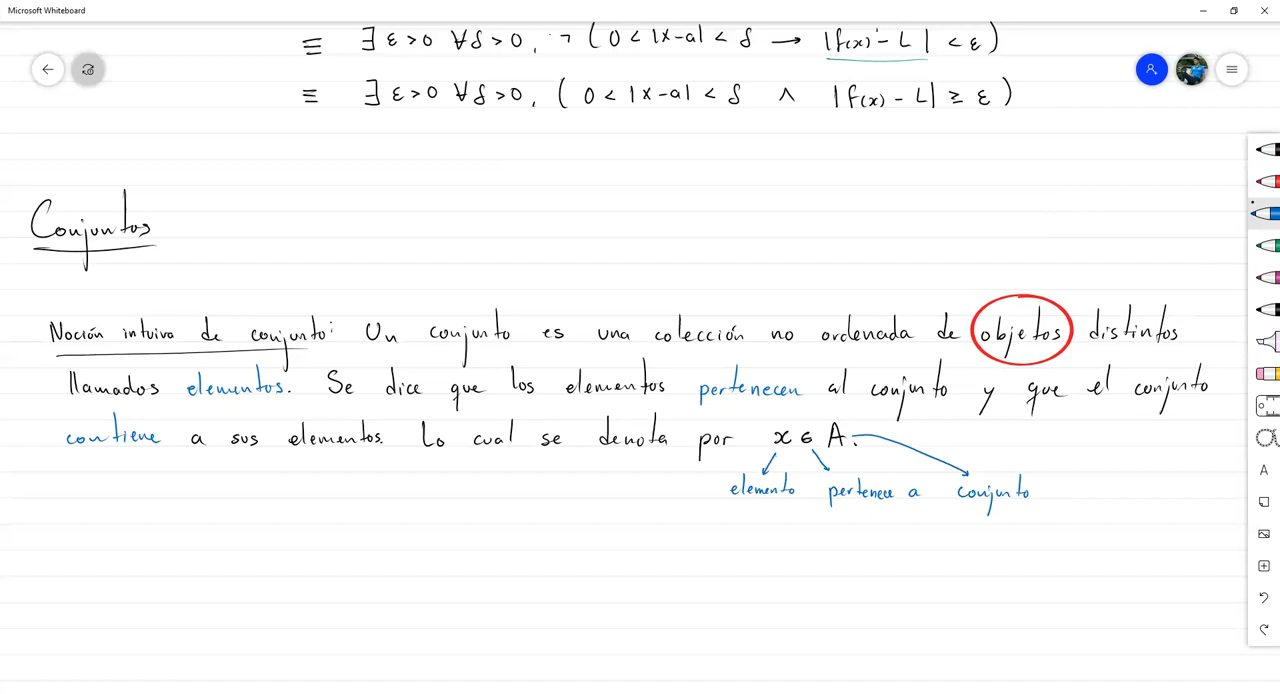 Microsoft Whiteboard
≡ ∃ ε > 0 ∀ δ > 0, ¬ ( 0 < |x - a| < δ → |f(x) - L| < ε )
≡ ∃ ε > 0 ∀ δ > 0, ( 0 < |x - a| < δ ∧ |f(x) - L| ≥ ε )
Conjuntos
Noción intuiva de conjunto: Un conjunto es una colección no ordenada de objetos distintos
llamados elementos. Se dice que los elementos pertenecen al conjunto y que el conjunto
contiene a sus elementos. Lo cual se denota por x ∈ A.
elemento pertenece a conjunto
A